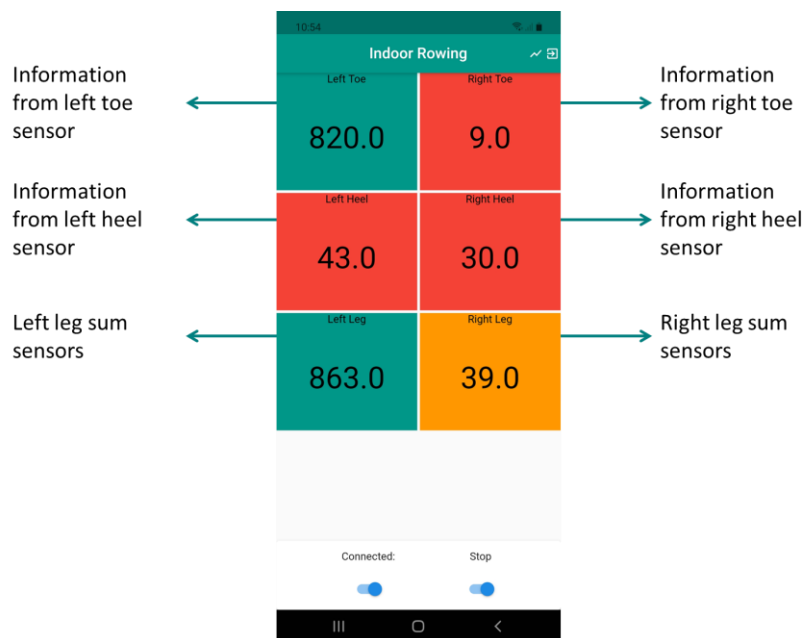 10:54
Indoor Rowing
Information
from left toe
sensor
Left Toe
820.0
Right Toe
9.0
Information
from right toe
sensor
Information
from left heel
sensor
Left Heel
43.0
Right Heel
30.0
Information
from right heel
sensor
Left leg sum
sensors
Left Leg
863.0
Right Leg
39.0
Right leg sum
sensors
Connected:
Stop